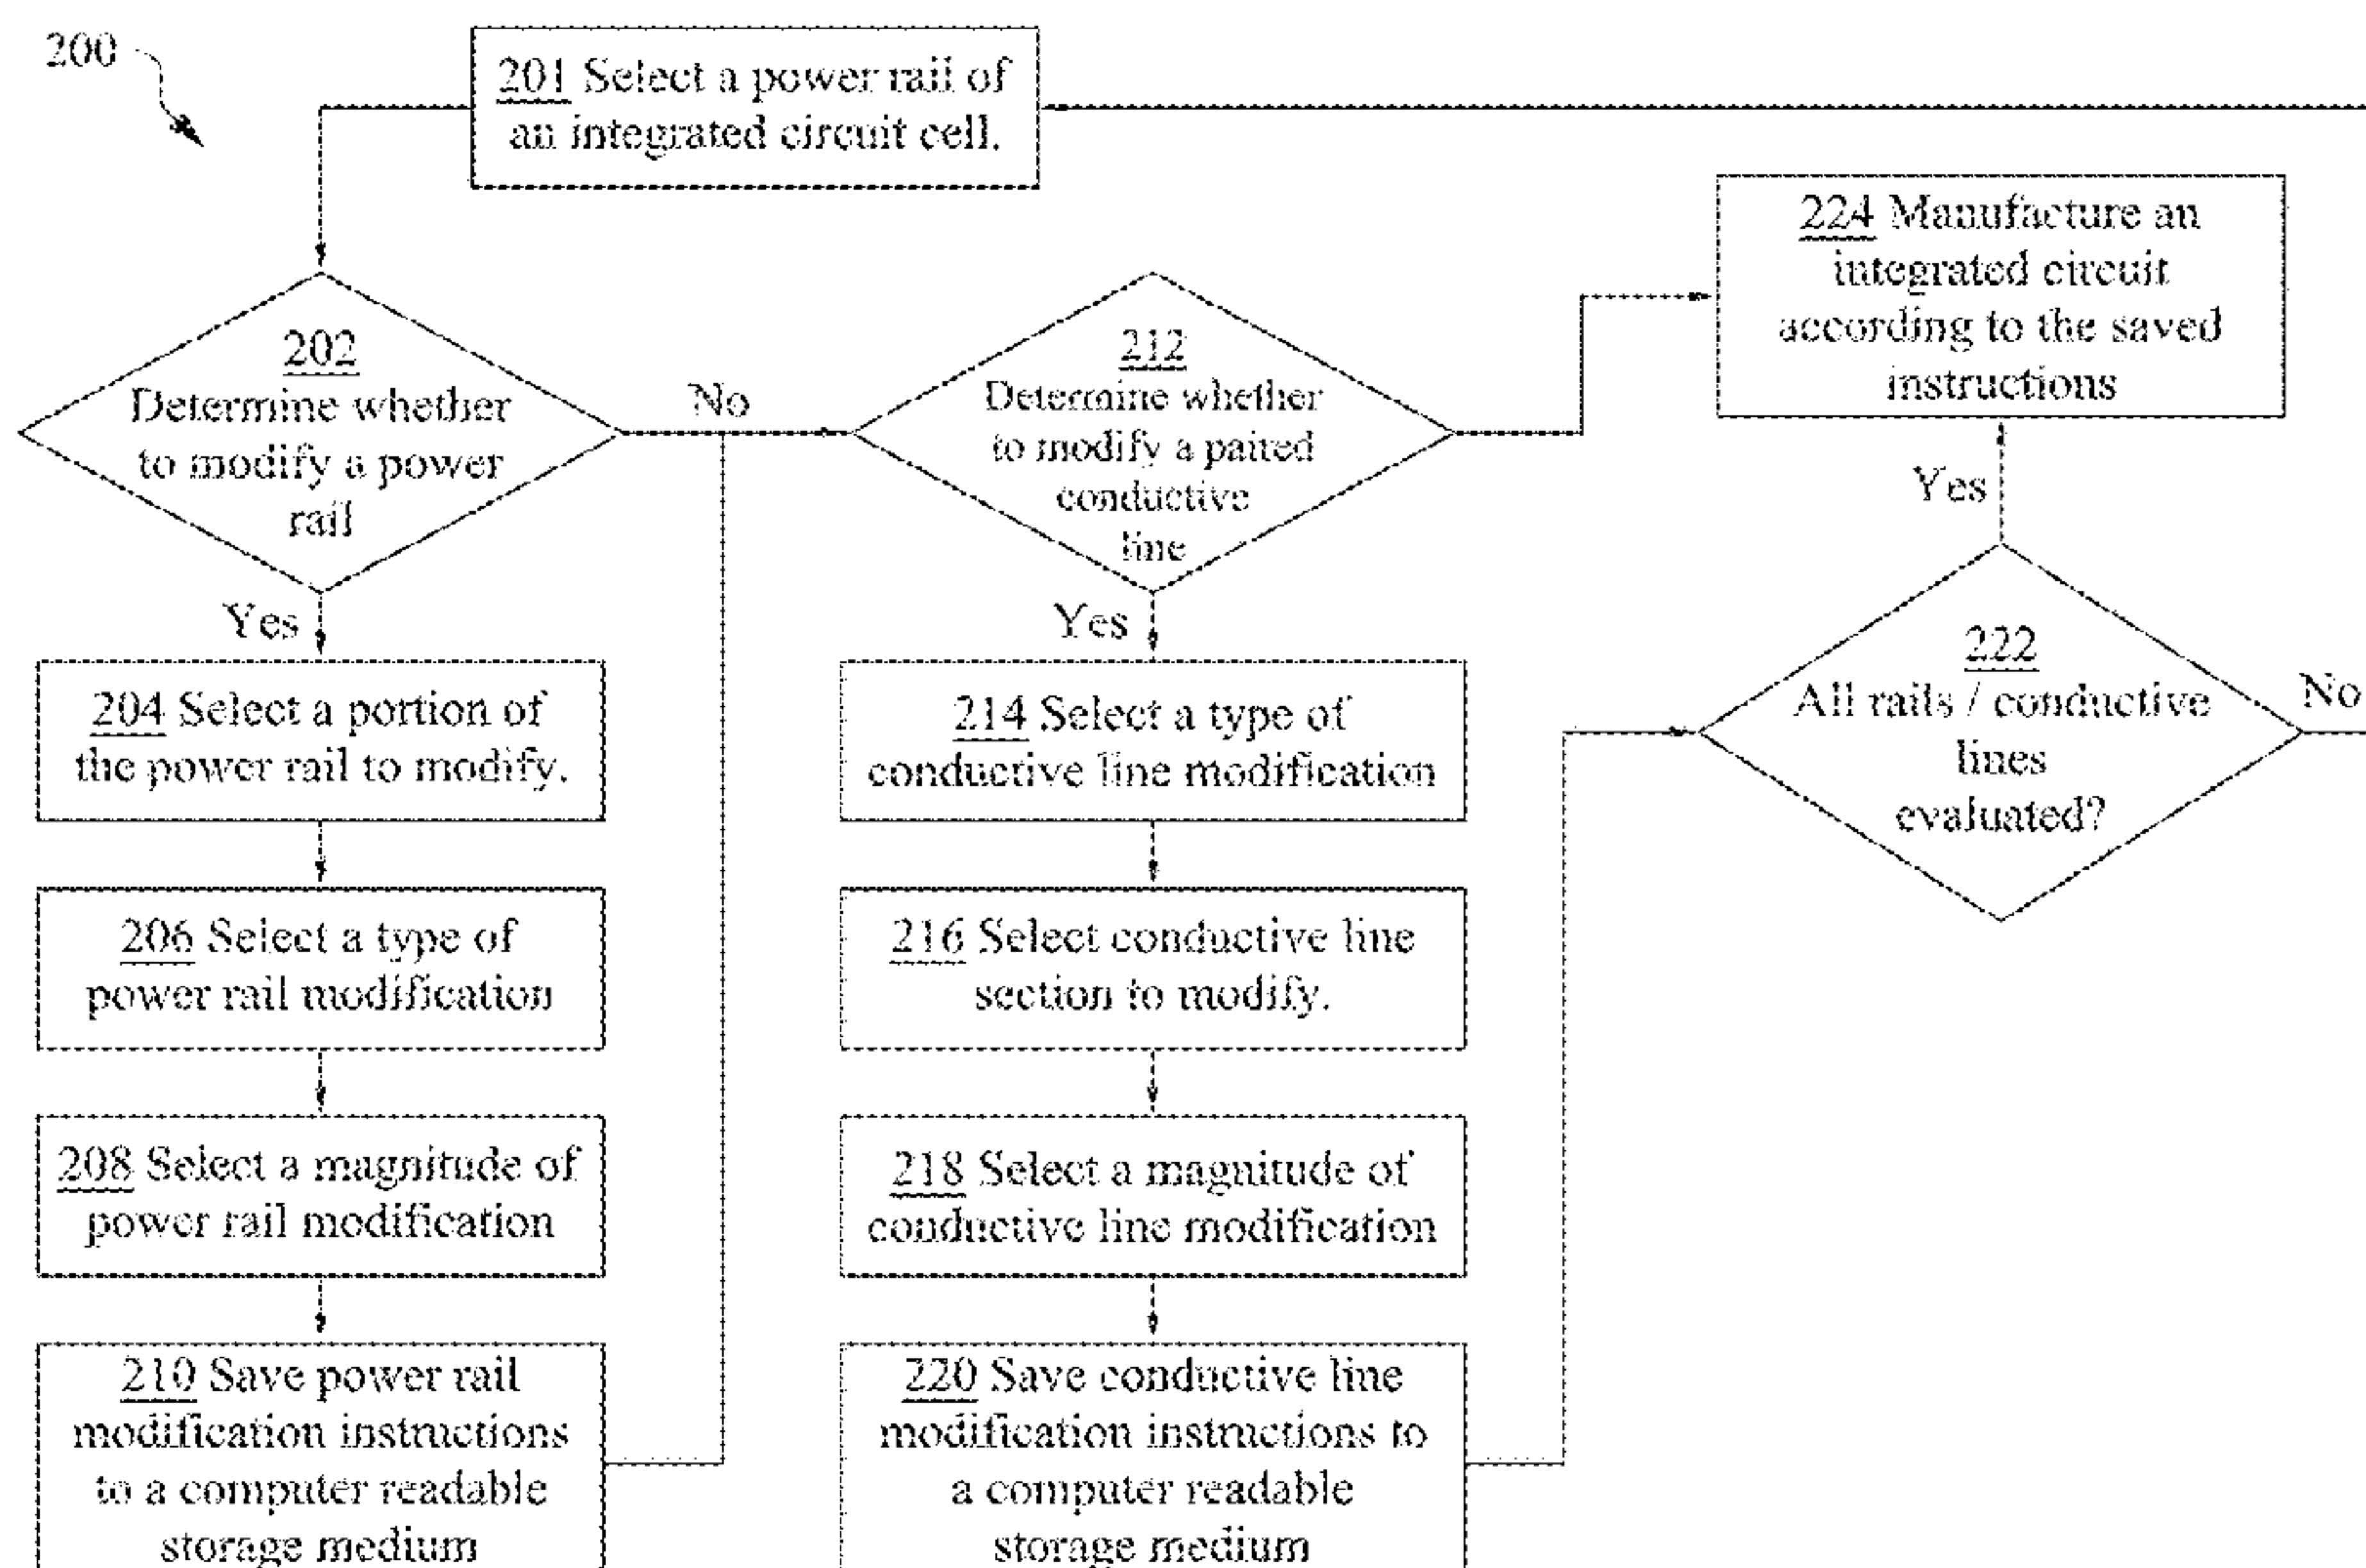 200
201 Select a power rail of
an integrated circuit cell.
202
Determine whether
to modify a power
rail
No
212
Determine whether
to modify a paired
conductive
line
224 Manufacture an
integrated circuit
according to the saved
instructions
Yes
Yes
Yes
222
All rails / conductive
lines
evaluated?
No
204 Select a portion of
the power rail to modify.
214 Select a type of
conductive line modification
206 Select a type of
power rail modification
216 Select conductive line
section to modify.
208 Select a magnitude of
power rail modification
218 Select a magnitude of
conductive line modification
210 Save power rail
modification instructions
to a computer readable
storage medium
220 Save conductive line
modification instructions to
a computer readable
storage medium